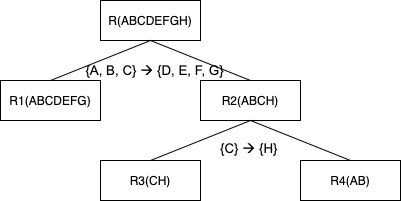 R(ABCDEFGH)
{A, B, C} → {D, E, F, G}
R1(ABCDEFG)
R2(ABCH)
{C} → {H}
R3(CH)
R4(AB)